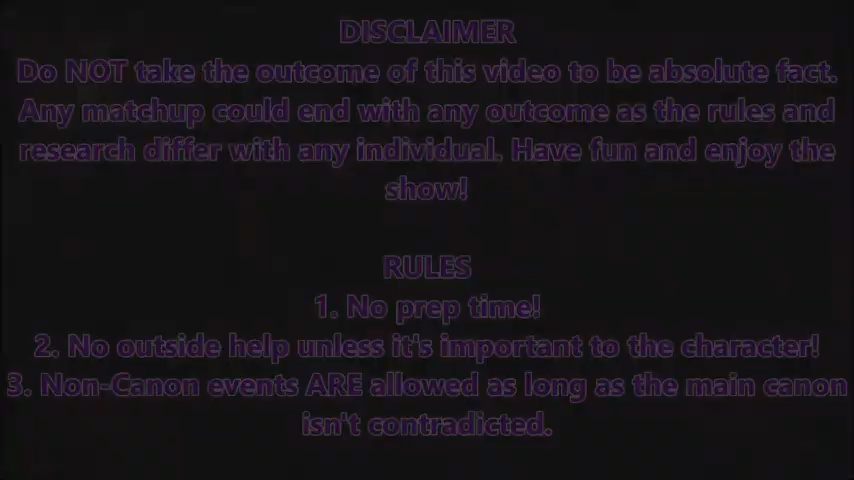 DISCLAIMER
Do NOT take the outcome of this video to be absolute fact.
Any matchup could end with any outcome as the rules and
research differ with any individual. Have fun and enjoy the
show!
RULES
1. No prep time!
2. No outside help unless it's important to the character!
3. Non-Canon events ARE allowed as long as the main canon
isn't contradicted.